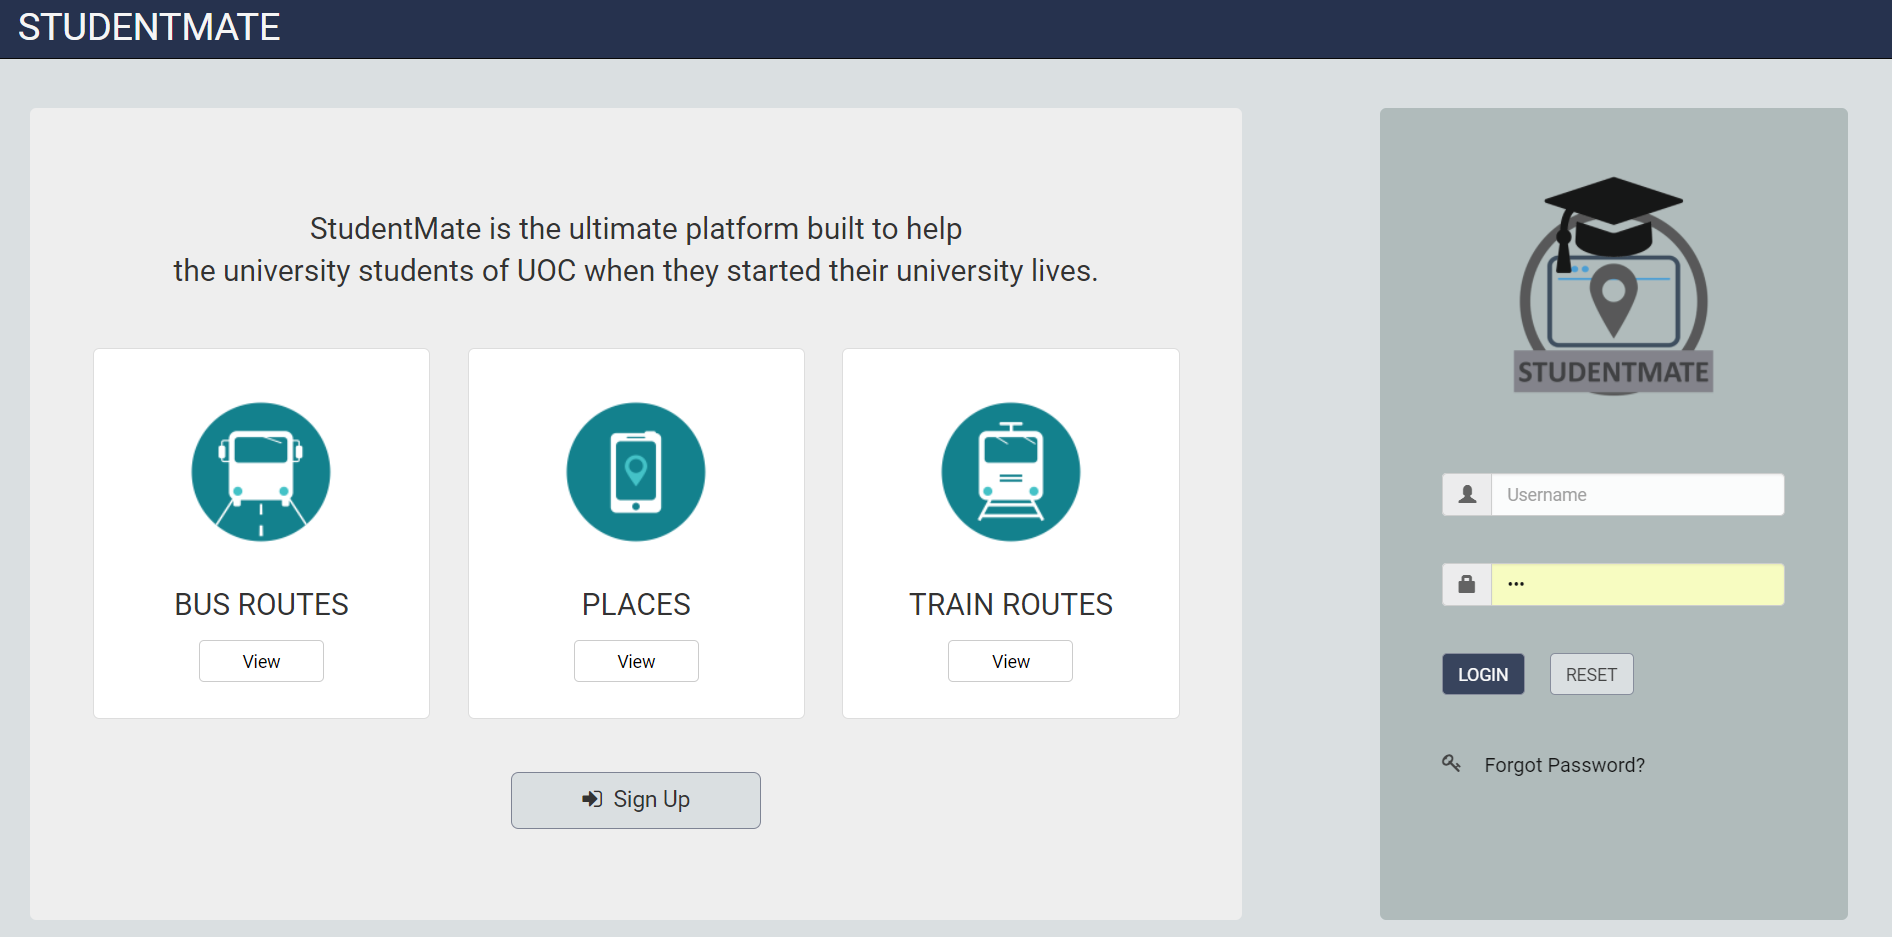 STUDENTMATE
StudentMate is the ultimate platform built to help
the university students of UOC when they started their university lives.
BUS ROUTES
View
PLACES
View
TRAIN ROUTES
View
Sign Up
STUDENTMATE
Username
•••
LOGIN
RESET
Forgot Password?